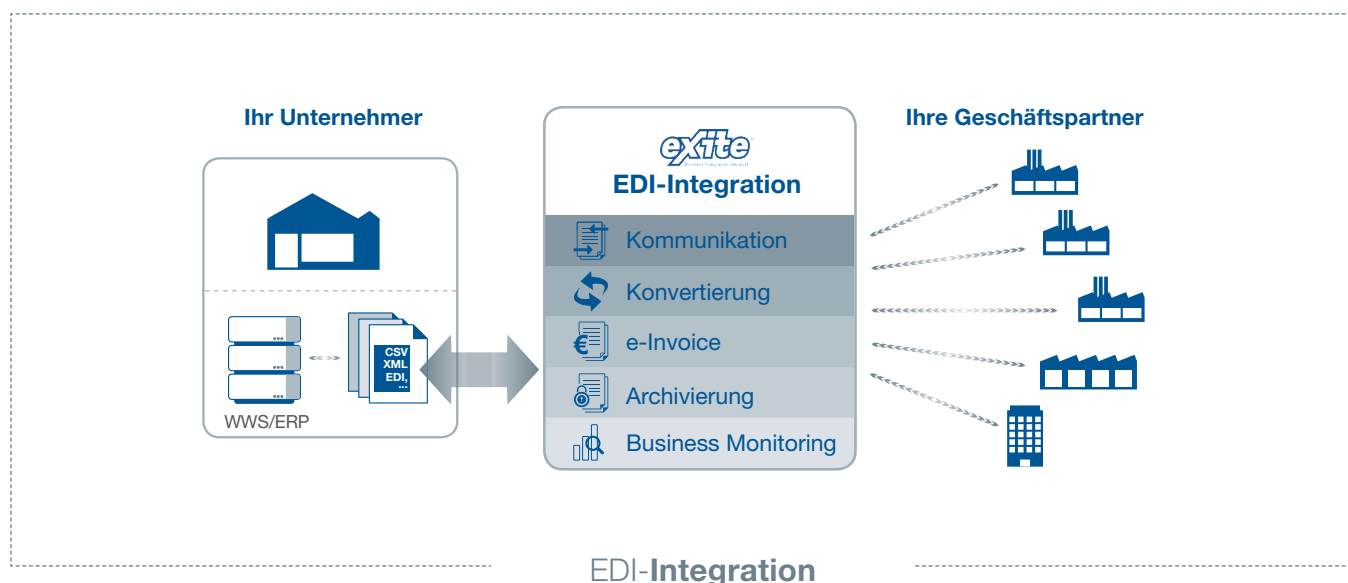 Ihr Unternehmer
WWS/ERP
CSV
XML
EDI,
...
exite
EDI-Integration
Kommunikation
Konvertierung
e-Invoice
Archivierung
Business Monitoring
Ihre Geschäftspartner
EDI-Integration